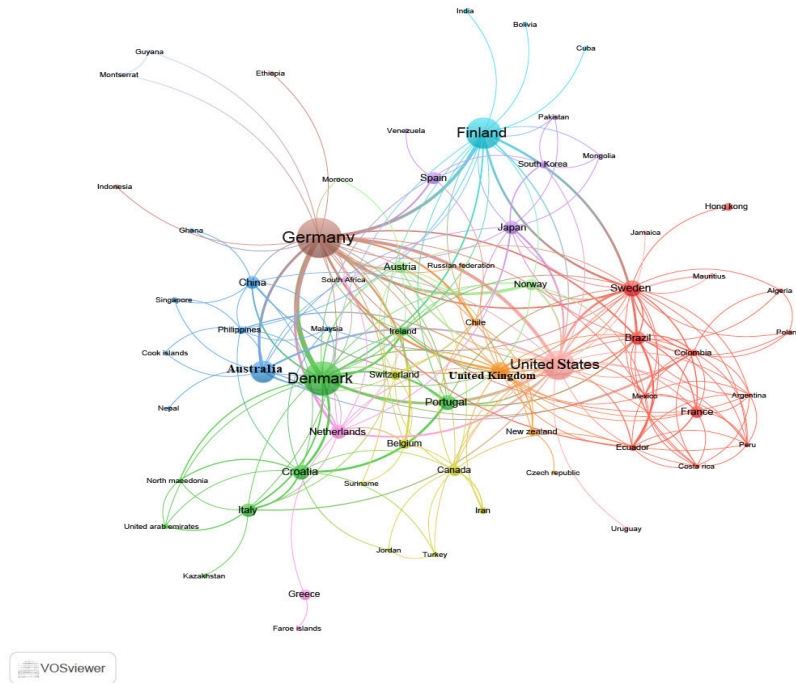 India
Bolivia
Cuba
Guyana
Montserrat
Ethiopia
Pakistan
Venezuela
Finland
Mongolia
South Korea
Spain
Morocco
Indonesia
Hong kong
Ghana
Japan
Jamaica
Germany
Austria
Russian federation
Mauritius
China
South Africa
Norway
Sweden
Algeria
Singapore
Philippines
Malaysia
Ireland
Chile
Brazil
Poland
Cook islands
Australia
Denmark
Switzerland
United Kingdom
United States
Colombia
Nepal
Portugal
Mexico
Argentina
Netherlands
New zealand
France
Belgium
Ecuador
Peru
Croatia
Canada
Czech republic
Costa rica
North macedonia
Suriname
Italy
Iran
United arab emirates
Uruguay
Jordan
Turkey
Kazakhstan
Greece
Faroe islands
VOSviewer